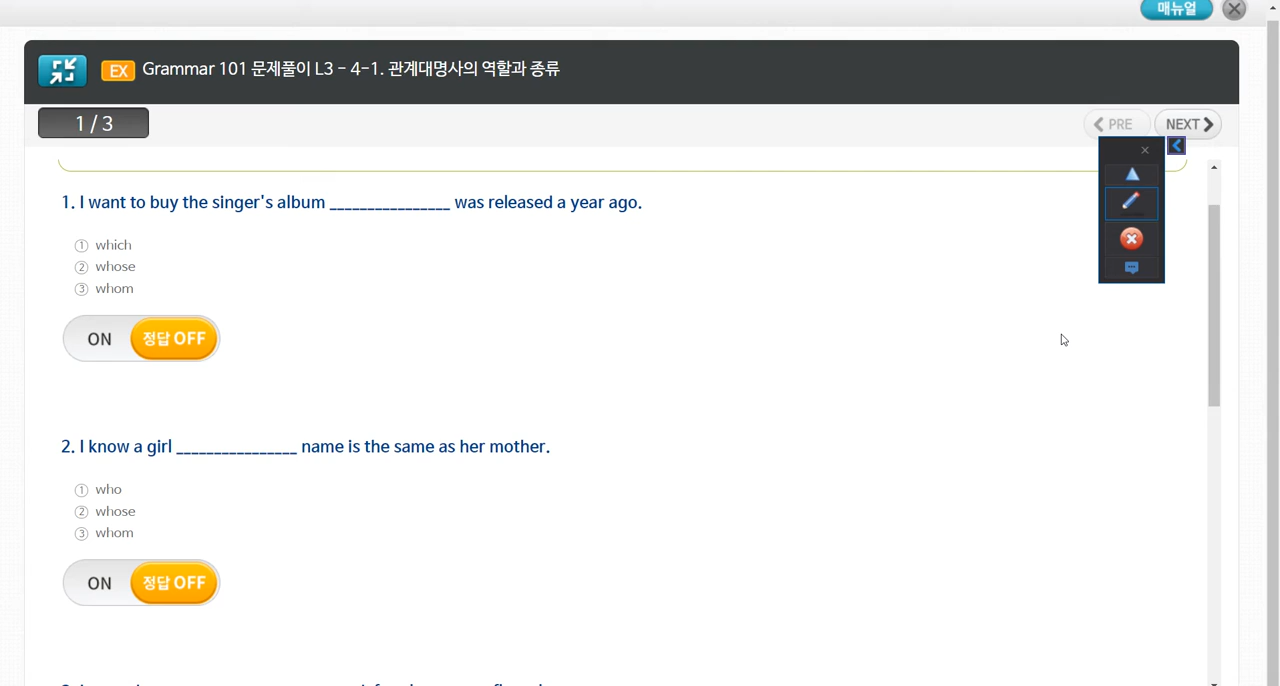 매뉴얼
EX Grammar 101 문제풀이 L3 - 4-1. 관계대명사의 역할과 종류
1 / 3
PRE
NEXT
1. I want to buy the singer's album ________________ was released a year ago.
① which
② whose
③ whom
ON 정답 OFF
2. I know a girl ________________ name is the same as her mother.
① who
② whose
③ whom
ON 정답 OFF